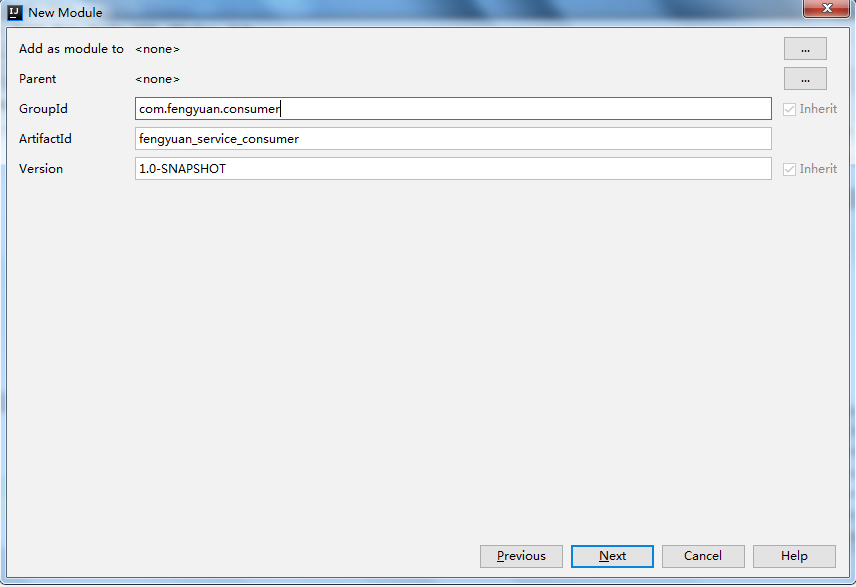 IJ New Module
Add as module to <none> ...
Parent <none> ...
GroupId com.fengyuan.consumer Inherit
ArtifactId fengyuan_service_consumer
Version 1.0-SNAPSHOT Inherit
Previous Next Cancel Help